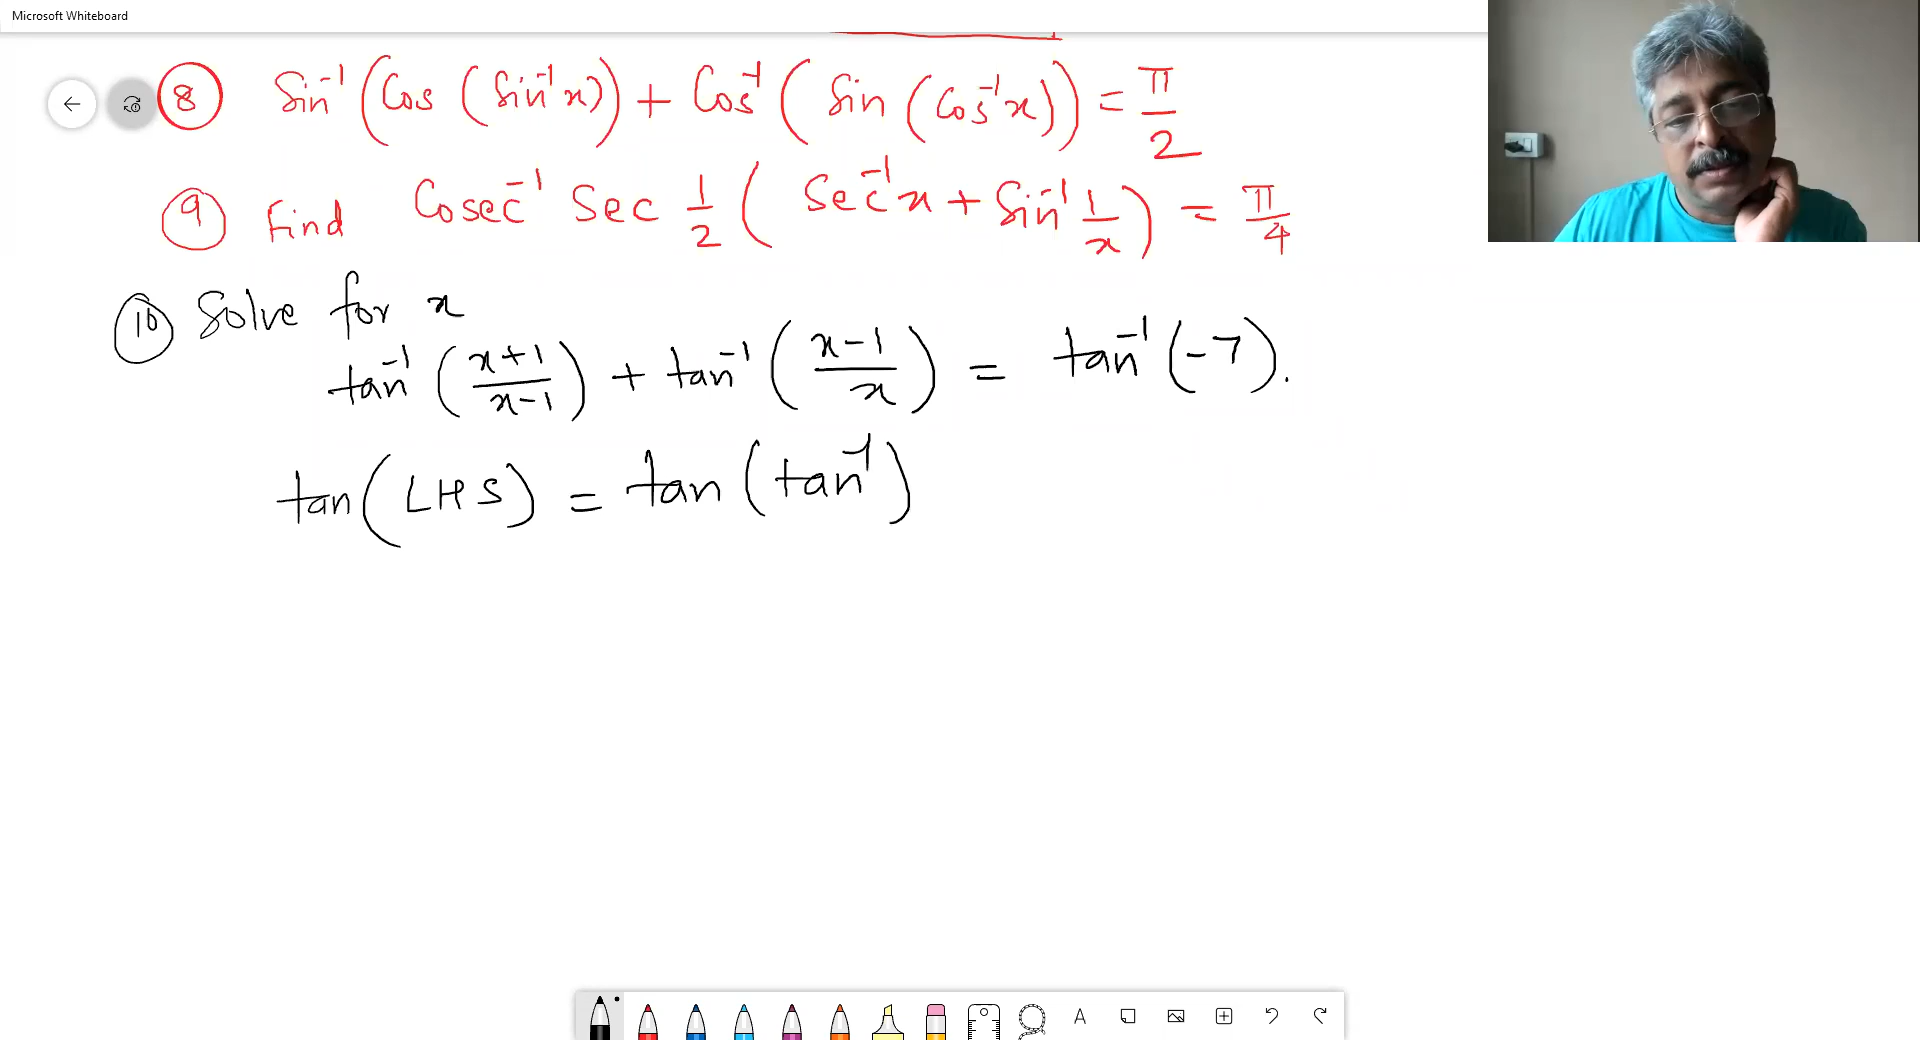 Microsoft Whiteboard
8 Sin⁻¹(Cos(Sin⁻¹x)) + Cos⁻¹(Sin(Cos⁻¹x)) = π/2
9 Find Cosec⁻¹ Sec 1/2 (Sec⁻¹x + Sin⁻¹ 1/x) = π/4
10 Solve for x
tan⁻¹((x+1)/(x-1)) + tan⁻¹((x-1)/x) = tan⁻¹(-7).
tan(LHS) = tan(tan⁻¹)
A